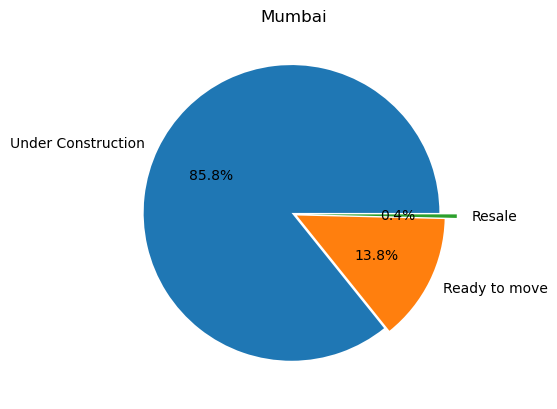 Mumbai
Under Construction
85.8%
0.4%
Resale
13.8%
Ready to move